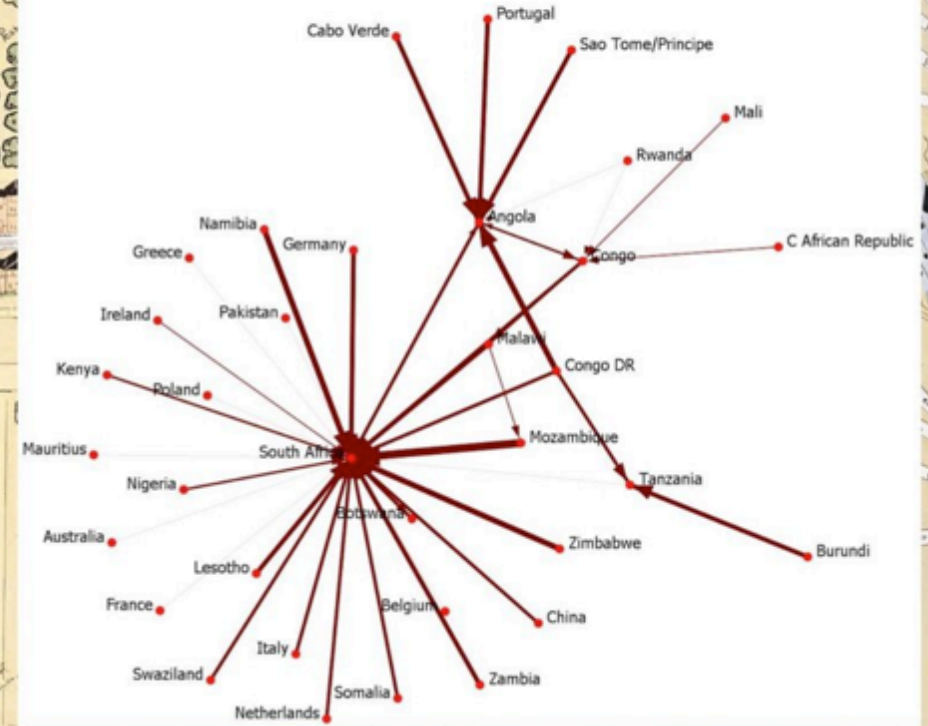 Portugal
Cabo Verde
Sao Tome/Principe
Mali
Rwanda
Angola
Namibia
C African Republic
Germany
Greece
Congo
Pakistan
Ireland
Malawi
Congo DR
Kenya
Poland
Mozambique
Mauritius
South Africa
Tanzania
Nigeria
Botswana
Australia
Zimbabwe
Burundi
Lesotho
France
Belgium
China
Italy
Swaziland
Zambia
Somalia
Netherlands